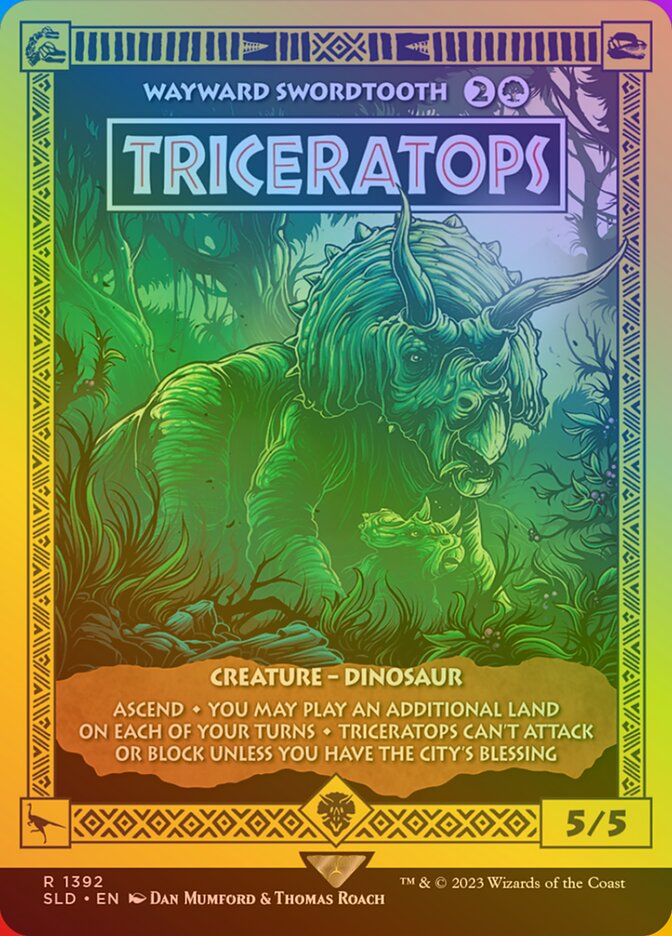 WAYWARD SWORDTOOTH 2
TRICERATOPS
CREATURE – DINOSAUR
ASCEND • YOU MAY PLAY AN ADDITIONAL LAND
ON EACH OF YOUR TURNS • TRICERATOPS CAN'T ATTACK
OR BLOCK UNLESS YOU HAVE THE CITY'S BLESSING
5/5
R 1392
SLD • EN DAN MUMFORD & THOMAS ROACH
™ & © 2023 Wizards of the Coast